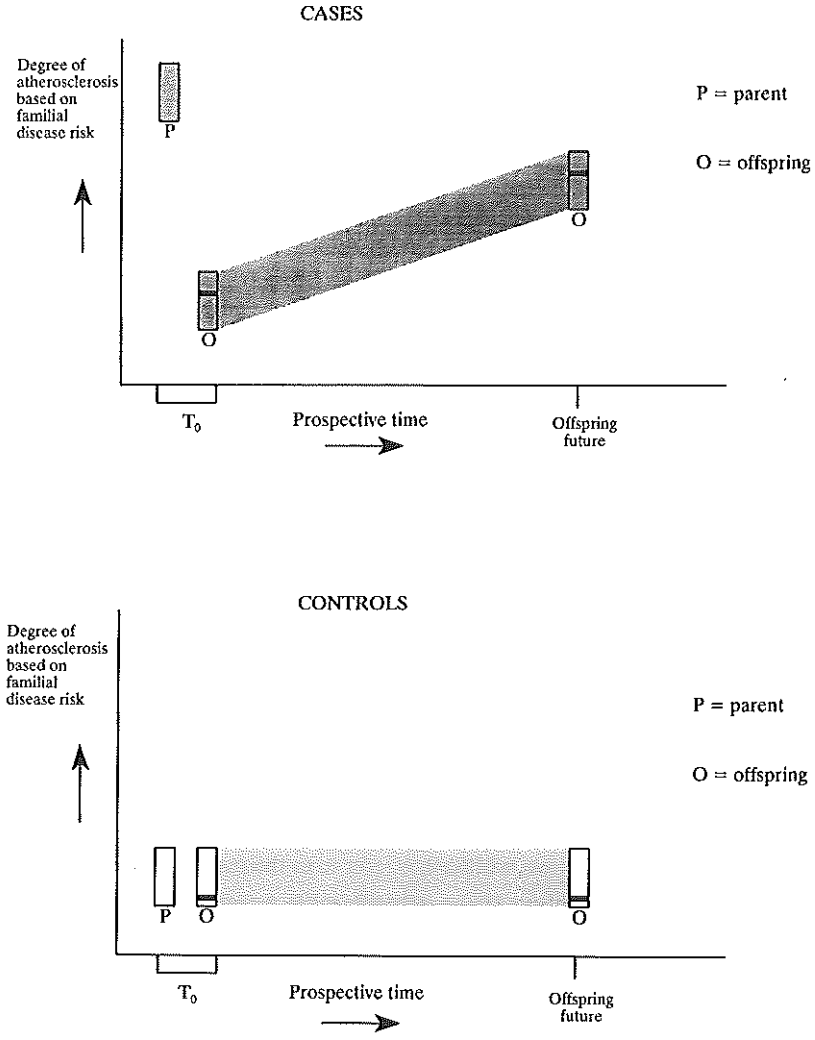 CASES
Degree of
atherosclerosis
based on
familial
disease risk
P
P = parent
O = offspring
O
O
T₀
Prospective time
Offspring
future
CONTROLS
Degree of
atherosclerosis
based on
familial
disease risk
P = parent
O = offspring
P
O
O
T₀
Prospective time
Offspring
future